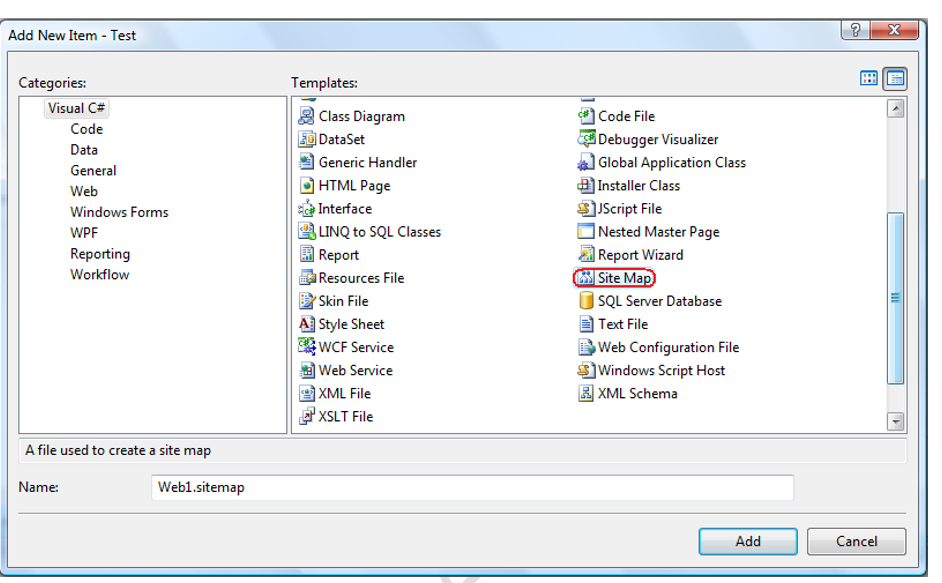 Add New Item - Test
Categories:
Templates:
Visual C#
Code
Data
General
Web
Windows Forms
WPF
Reporting
Workflow
Class Diagram
Code File
DataSet
Debugger Visualizer
Generic Handler
Global Application Class
HTML Page
Installer Class
Interface
JScript File
LINQ to SQL Classes
Nested Master Page
Report
Report Wizard
Resources File
Site Map
Skin File
SQL Server Database
Style Sheet
Text File
WCF Service
Web Configuration File
Web Service
Windows Script Host
XML File
XML Schema
XSLT File
A file used to create a site map
Name:
Web1.sitemap
Add
Cancel